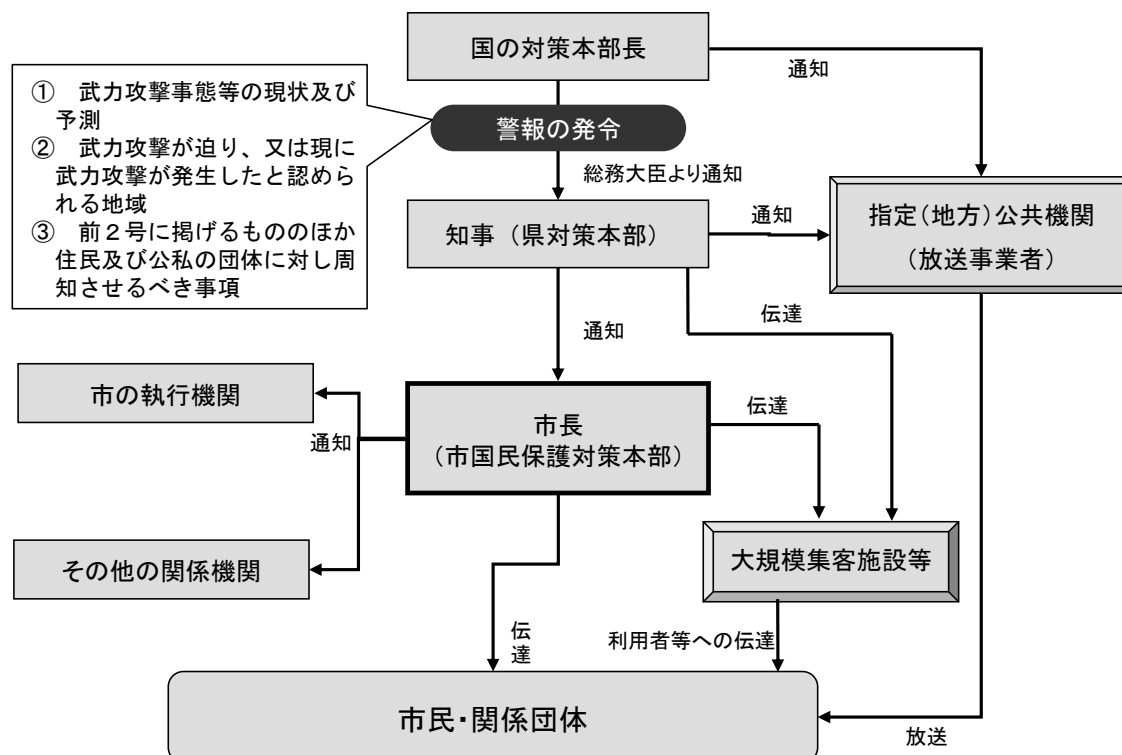 国の対策本部長
通知
① 武力攻撃事態等の現状及び
予測
② 武力攻撃が迫り、又は現に
武力攻撃が発生したと認めら
れる地域
③ 前２号に掲げるもののほか
住民及び公私の団体に対し周
知させるべき事項
警報の発令
総務大臣より通知
知事（県対策本部）
通知
指定(地方)公共機関
（放送事業者）
伝達
通知
市の執行機関
通知
市長
（市国民保護対策本部）
伝達
その他の関係機関
大規模集客施設等
伝
達
利用者等への伝達
市民･関係団体
放送